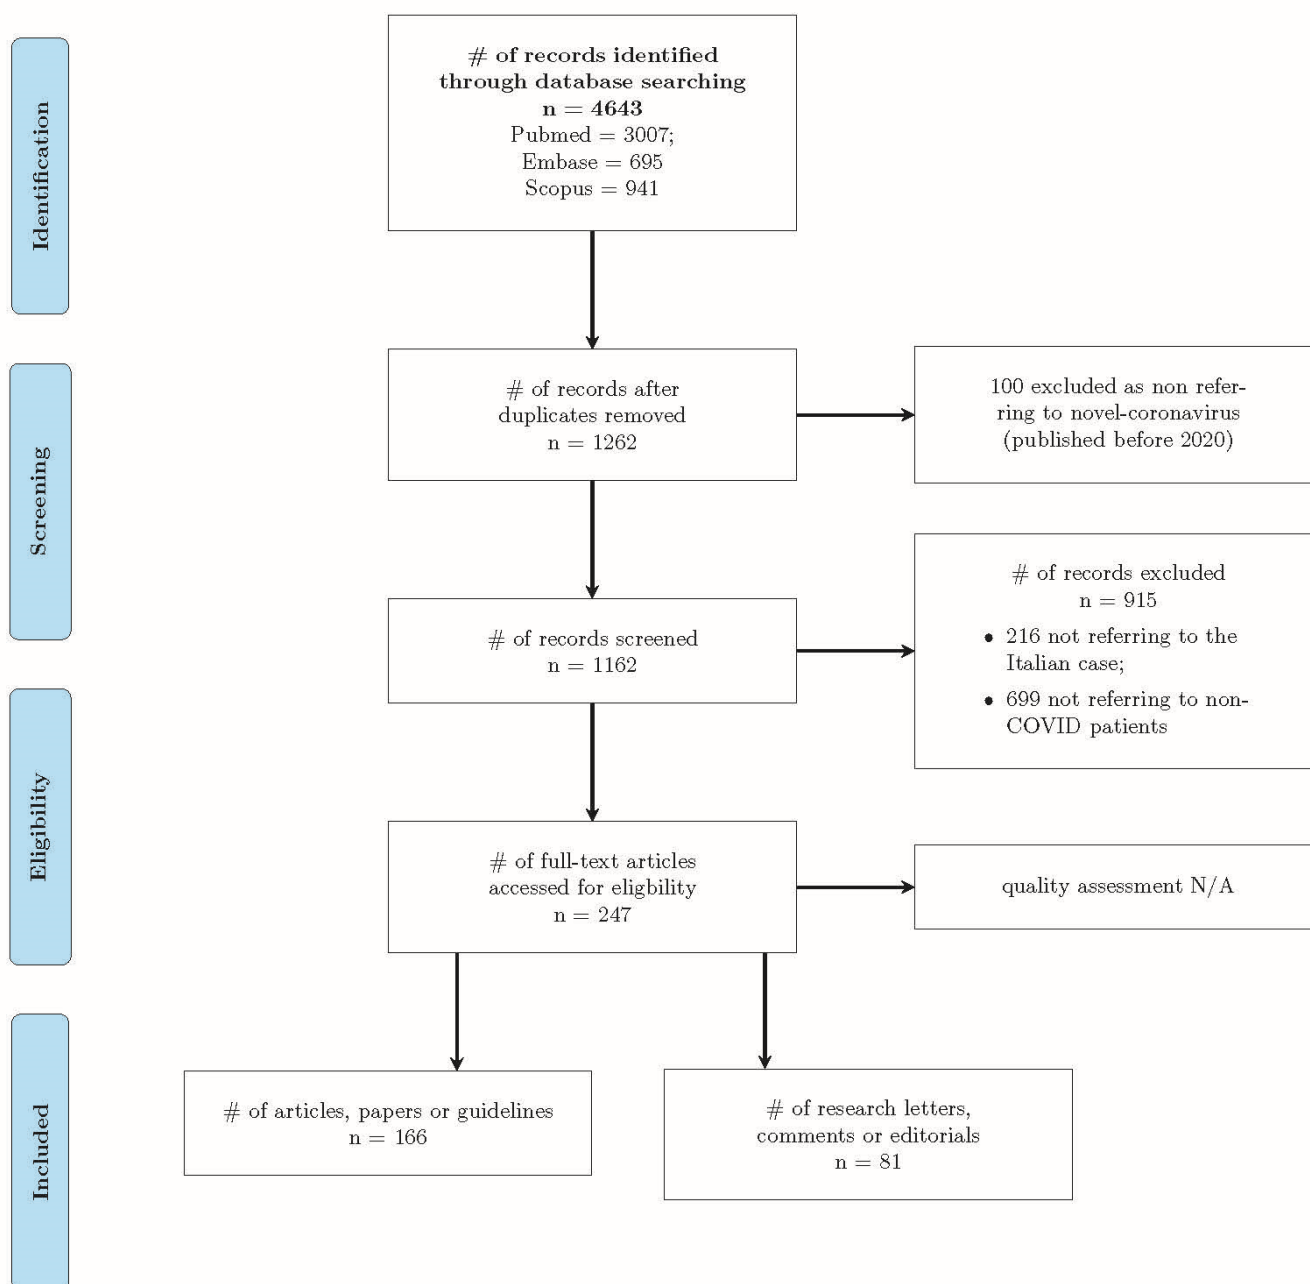 Identification
# of records identified
through database searching
n = 4643
Pubmed = 3007;
Embase = 695
Scopus = 941
Screening
# of records after
duplicates removed
n = 1262
100 excluded as non refer-
ring to novel-coronavirus
(published before 2020)
# of records screened
n = 1162
# of records excluded
n = 915
• 216 not referring to the
Italian case;
• 699 not referring to non-
COVID patients
Eligibility
# of full-text articles
accessed for eligbility
n = 247
quality assessment N/A
Included
# of articles, papers or guidelines
n = 166
# of research letters,
comments or editorials
n = 81